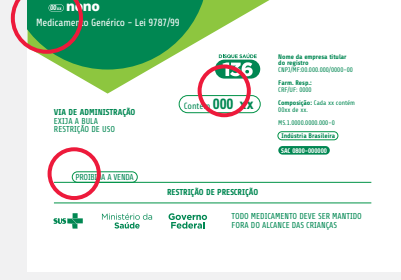 00xx neno
Medicamento Genérico - Lei 9787/99
DISQUE SAÚDE
136
Contém 000 xx
Nome da empresa titular
do registro
CNPJ/MF:00.000.000/0000-00
Farm. Resp.:
CRF/UF: 0000
Composição: Cada xx contém
00xx de xx.
MS.1.0000.0000.000-0
Indústria Brasileira
SAC 0800-000000
VIA DE ADMINISTRAÇÃO
EXIJA A BULA
RESTRIÇÃO DE USO
PROIBIDA A VENDA
RESTRIÇÃO DE PRESCRIÇÃO
SUS
Ministério da
Saúde
Governo
Federal
TODO MEDICAMENTO DEVE SER MANTIDO
FORA DO ALCANCE DAS CRIANÇAS